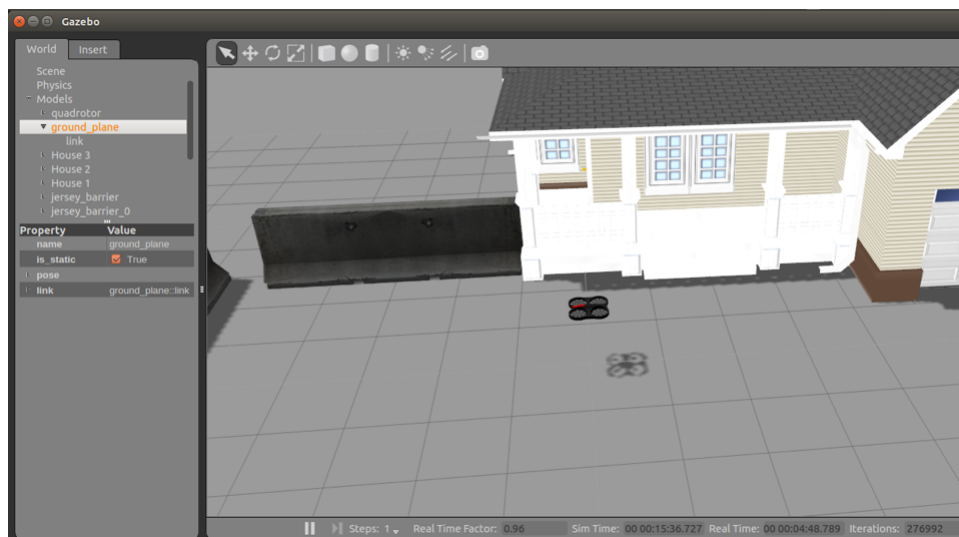 Gazebo
World Insert
Scene
Physics
Models
quadrotor
ground_plane
link
House 3
House 2
House 1
jersey_barrier
jersey_barrier_0
Property Value
name ground_plane
is_static True
pose
link ground_plane::link
Steps: 1 Real Time Factor: 0.96 Sim Time: 00 00:15:36.727 Real Time: 00 00:04:48.789 Iterations: 276992